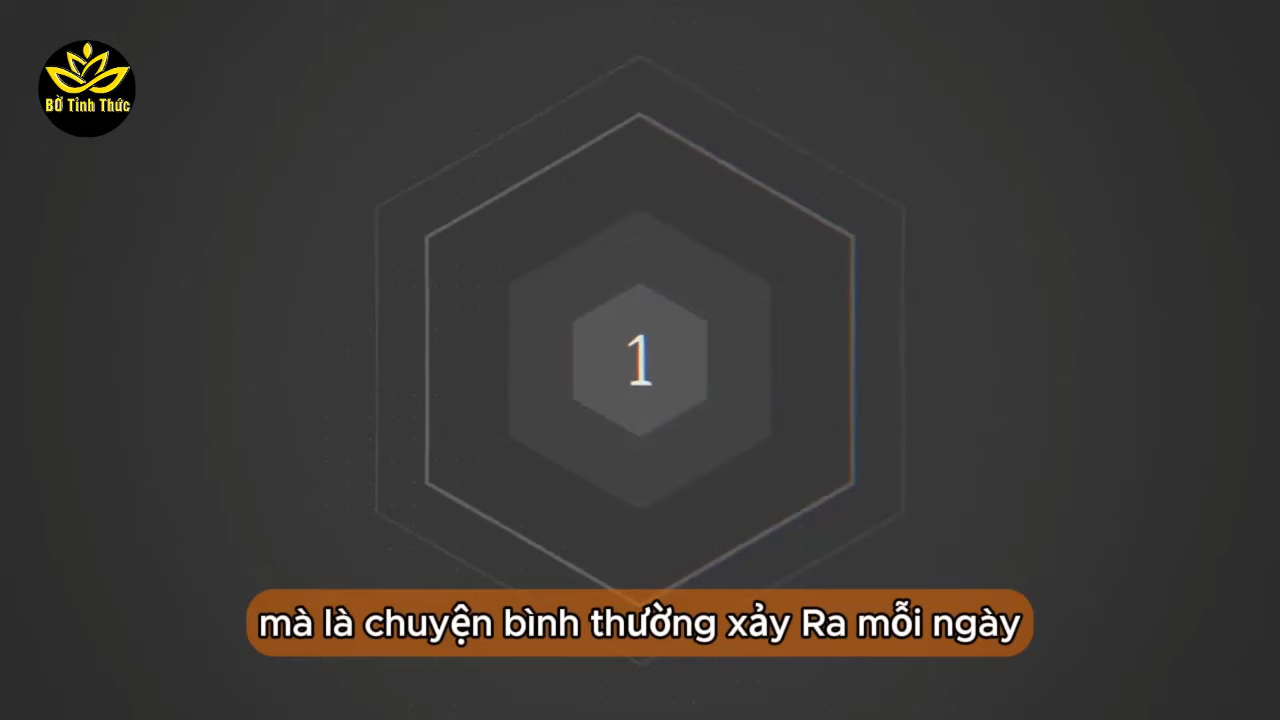 BỜ Tỉnh Thức
1
mà là chuyện bình thường xảy Ra mỗi ngày